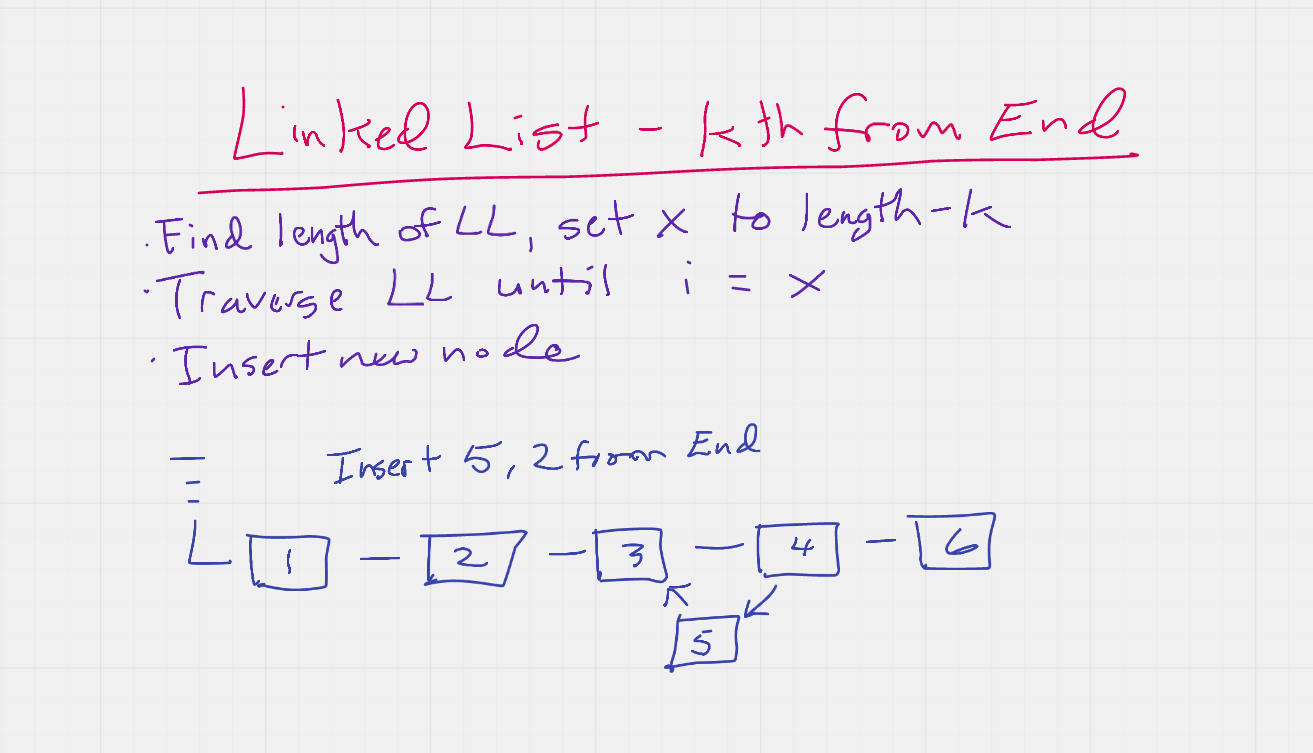 Linked List - kth from End
· Find length of LL, set x to length-k
· Traverse LL until i = x
· Insert new node
Insert 5, 2 from End
1 2 3 4 6
5